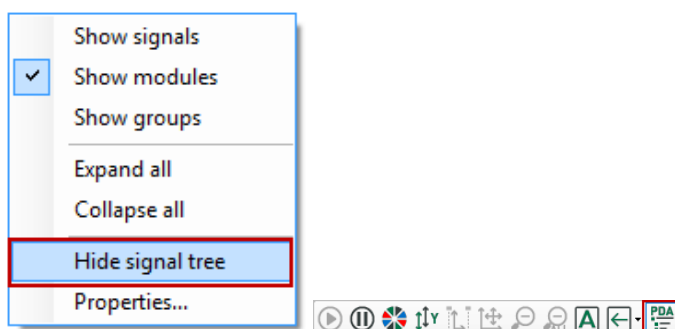 Show signals
Show modules
Show groups
Expand all
Collapse all
Hide signal tree
Properties...
Y A PDA